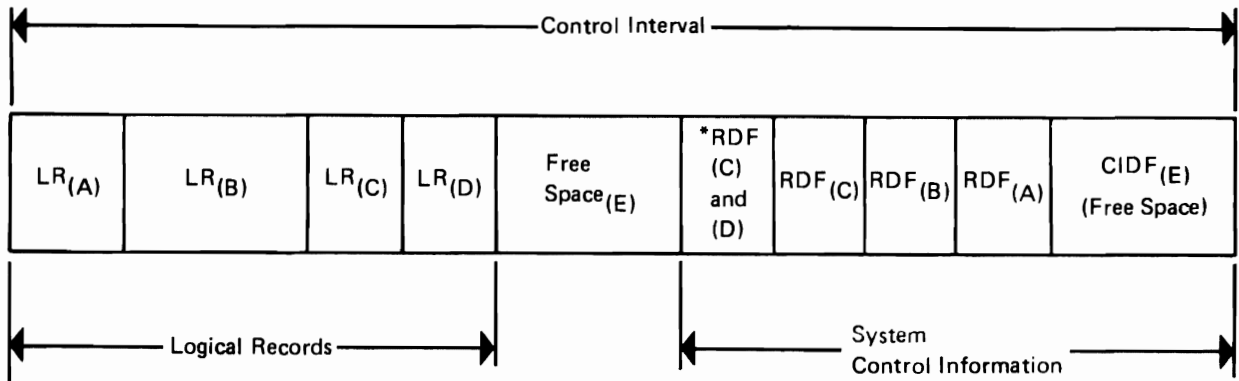 Control Interval
LR(A)
LR(B)
LR(C)
LR(D)
Free
Space(E)
*RDF
(C)
and
(D)
RDF(C)
RDF(B)
RDF(A)
CIDF(E)
(Free Space)
Logical Records
System
Control Information